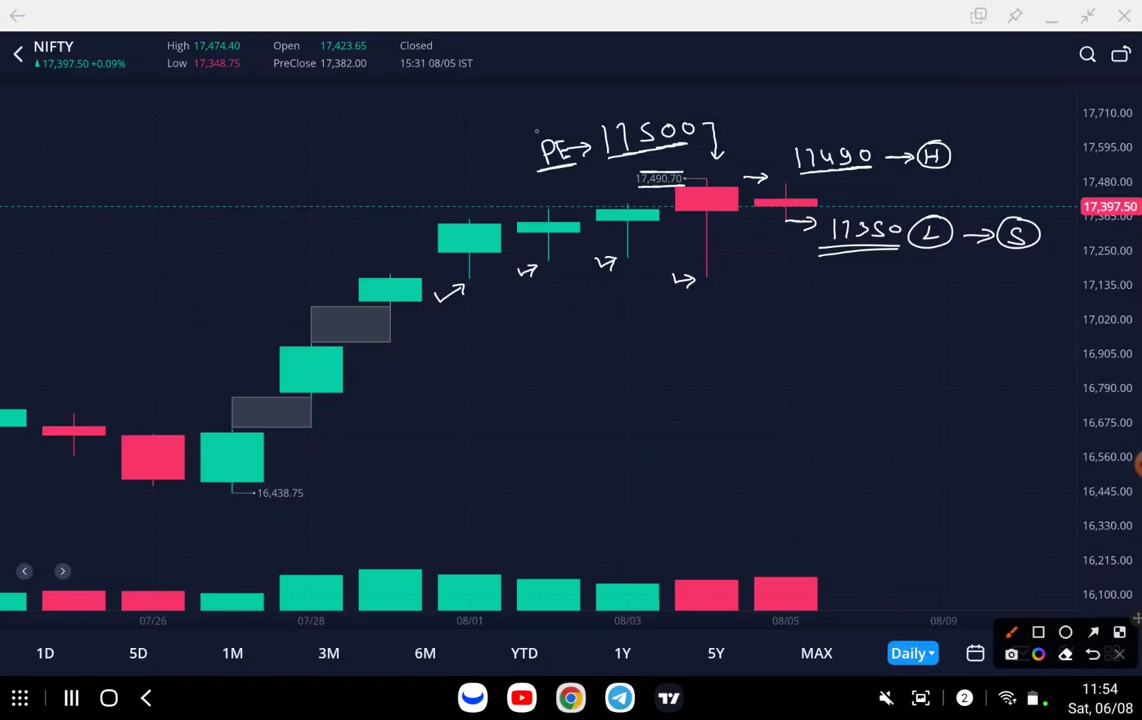 NIFTY
▲17,397.50 +0.09%
High 17,474.40
Low 17,348.75
Open 17,423.65
PreClose 17,382.00
Closed
15:31 08/05 IST
PE → 17500
17490 → H
17350 L → S
17,490.70
16,438.75
17,710.00
17,595.00
17,480.00
17,397.50
17,365.00
17,250.00
17,135.00
17,020.00
16,905.00
16,790.00
16,675.00
16,560.00
16,445.00
16,330.00
16,215.00
16,100.00
07/26 07/28 08/01 08/03 08/05 08/09
1D 5D 1M 3M 6M YTD 1Y 5Y MAX Daily
2
11:54
Sat, 06/08